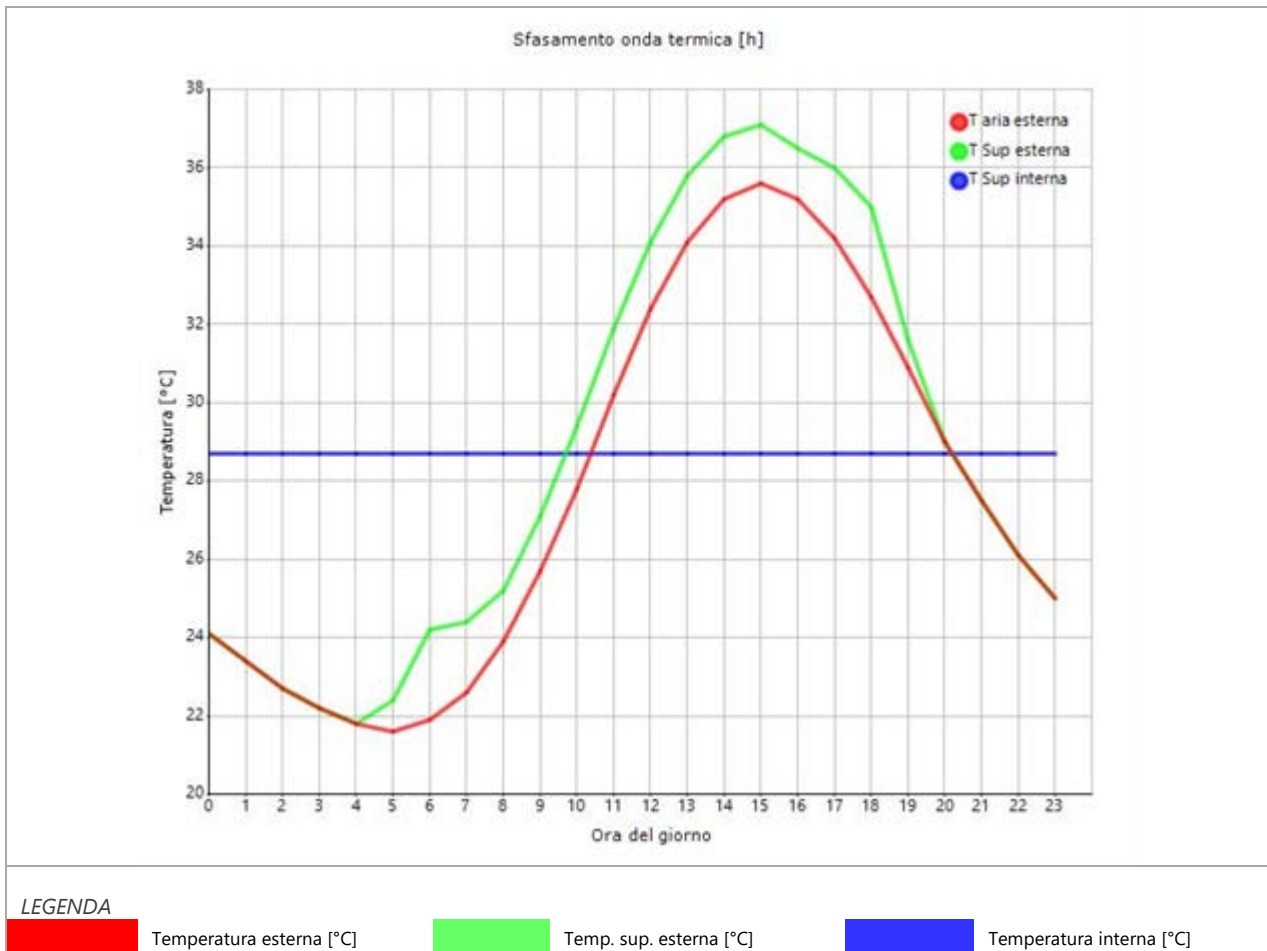 Sfasamento onda termica [h]
38
T aria esterna
T Sup esterna
36
T Sup interna
34
32
Temperatura [°C]
30
28
26
24
22
20
0 1 2 3 4 5 6 7 8 9 10 11 12 13 14 15 16 17 18 19 20 21 22 23
Ora del giorno
LEGENDA
Temperatura esterna [°C] Temp. sup. esterna [°C] Temperatura interna [°C]